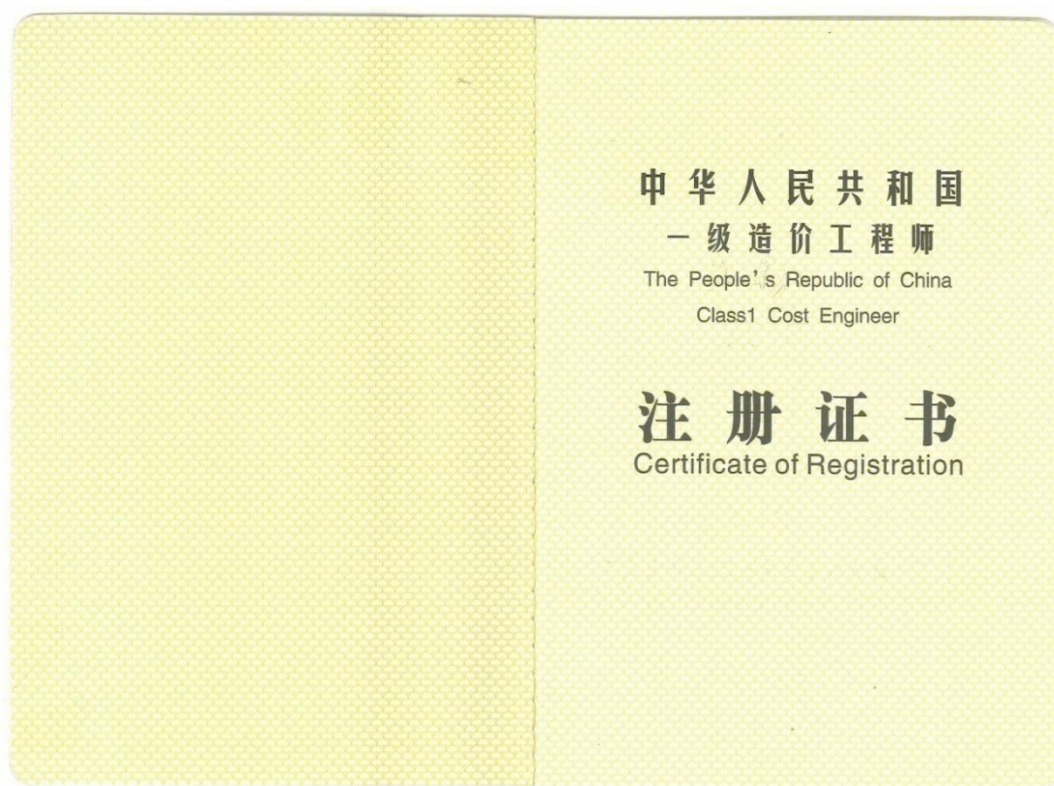 中华人民共和国
一级造价工程师
The People's Republic of China
Class1 Cost Engineer
注册证书
Certificate of Registration